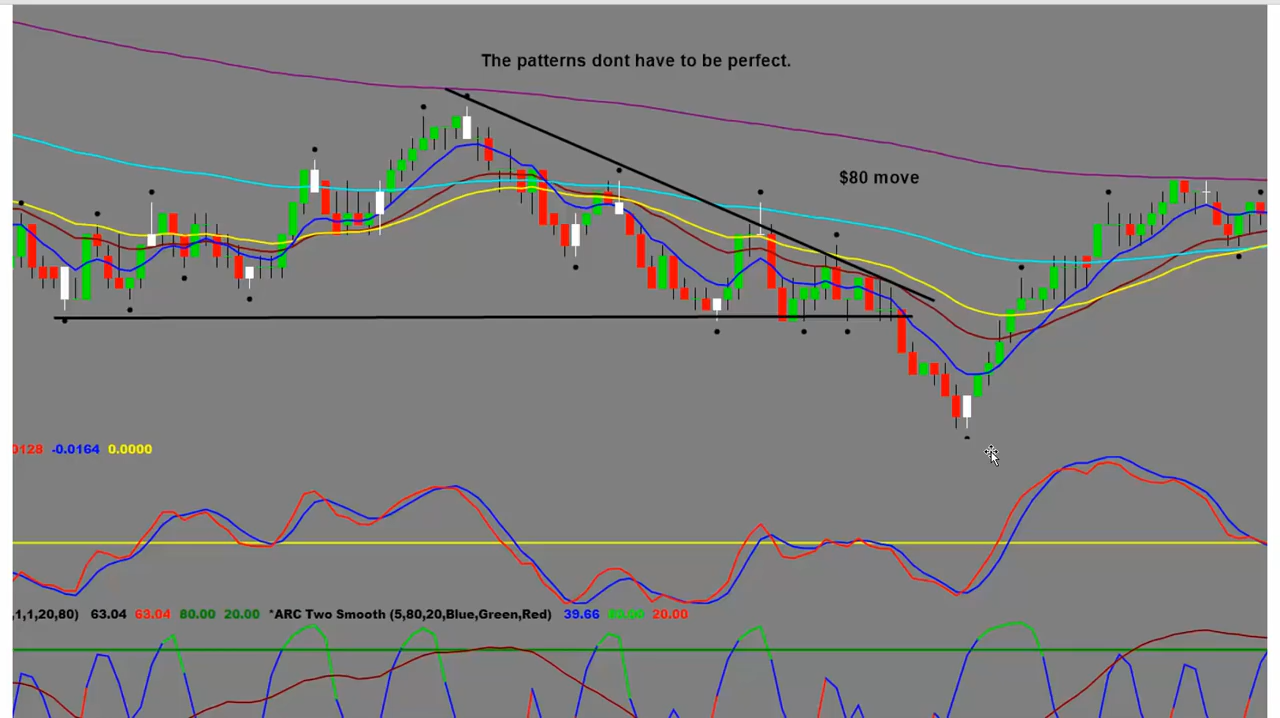 The patterns dont have to be perfect.
$80 move
0128 -0.0164 0.0000
,1,1,20,80) 63.04 63.04 80.00 20.00 *ARC Two Smooth (5,80,20,Blue,Green,Red) 39.66 80.00 20.00